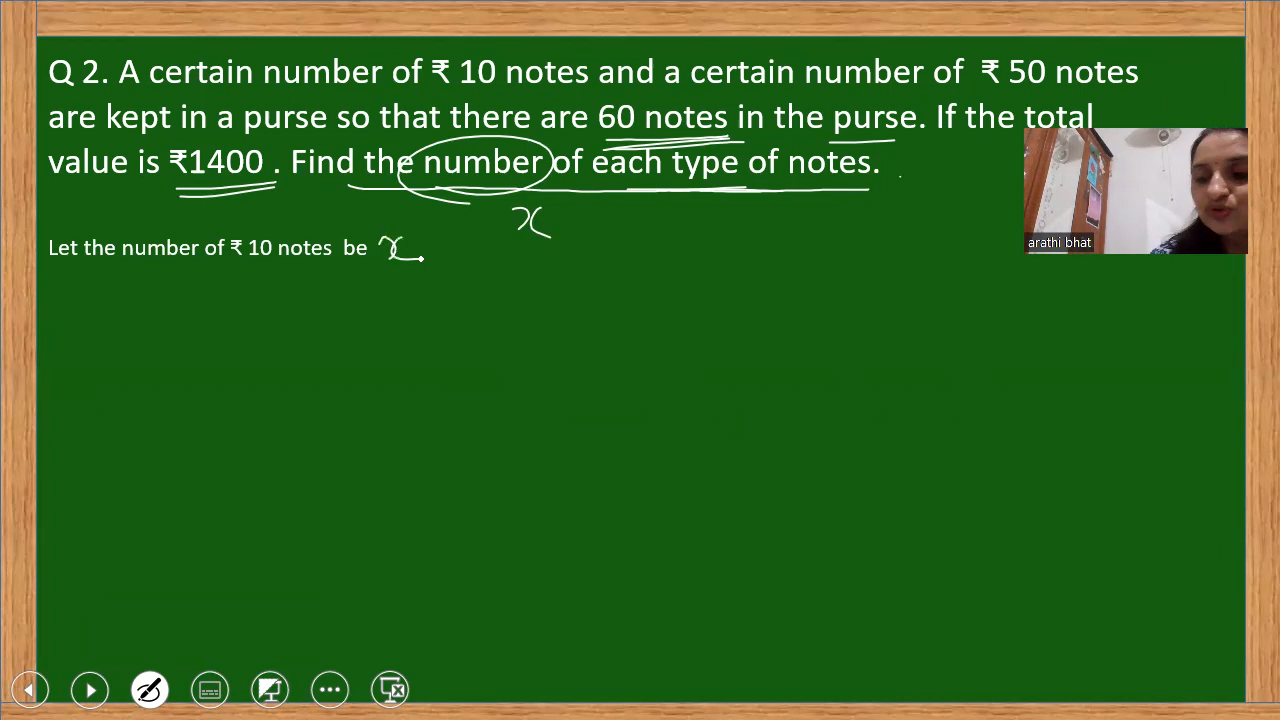 Q 2. A certain number of ₹ 10 notes and a certain number of ₹ 50 notes
are kept in a purse so that there are 60 notes in the purse. If the total
value is ₹1400 . Find the number of each type of notes.
x
Let the number of ₹ 10 notes be x
arathi bhat